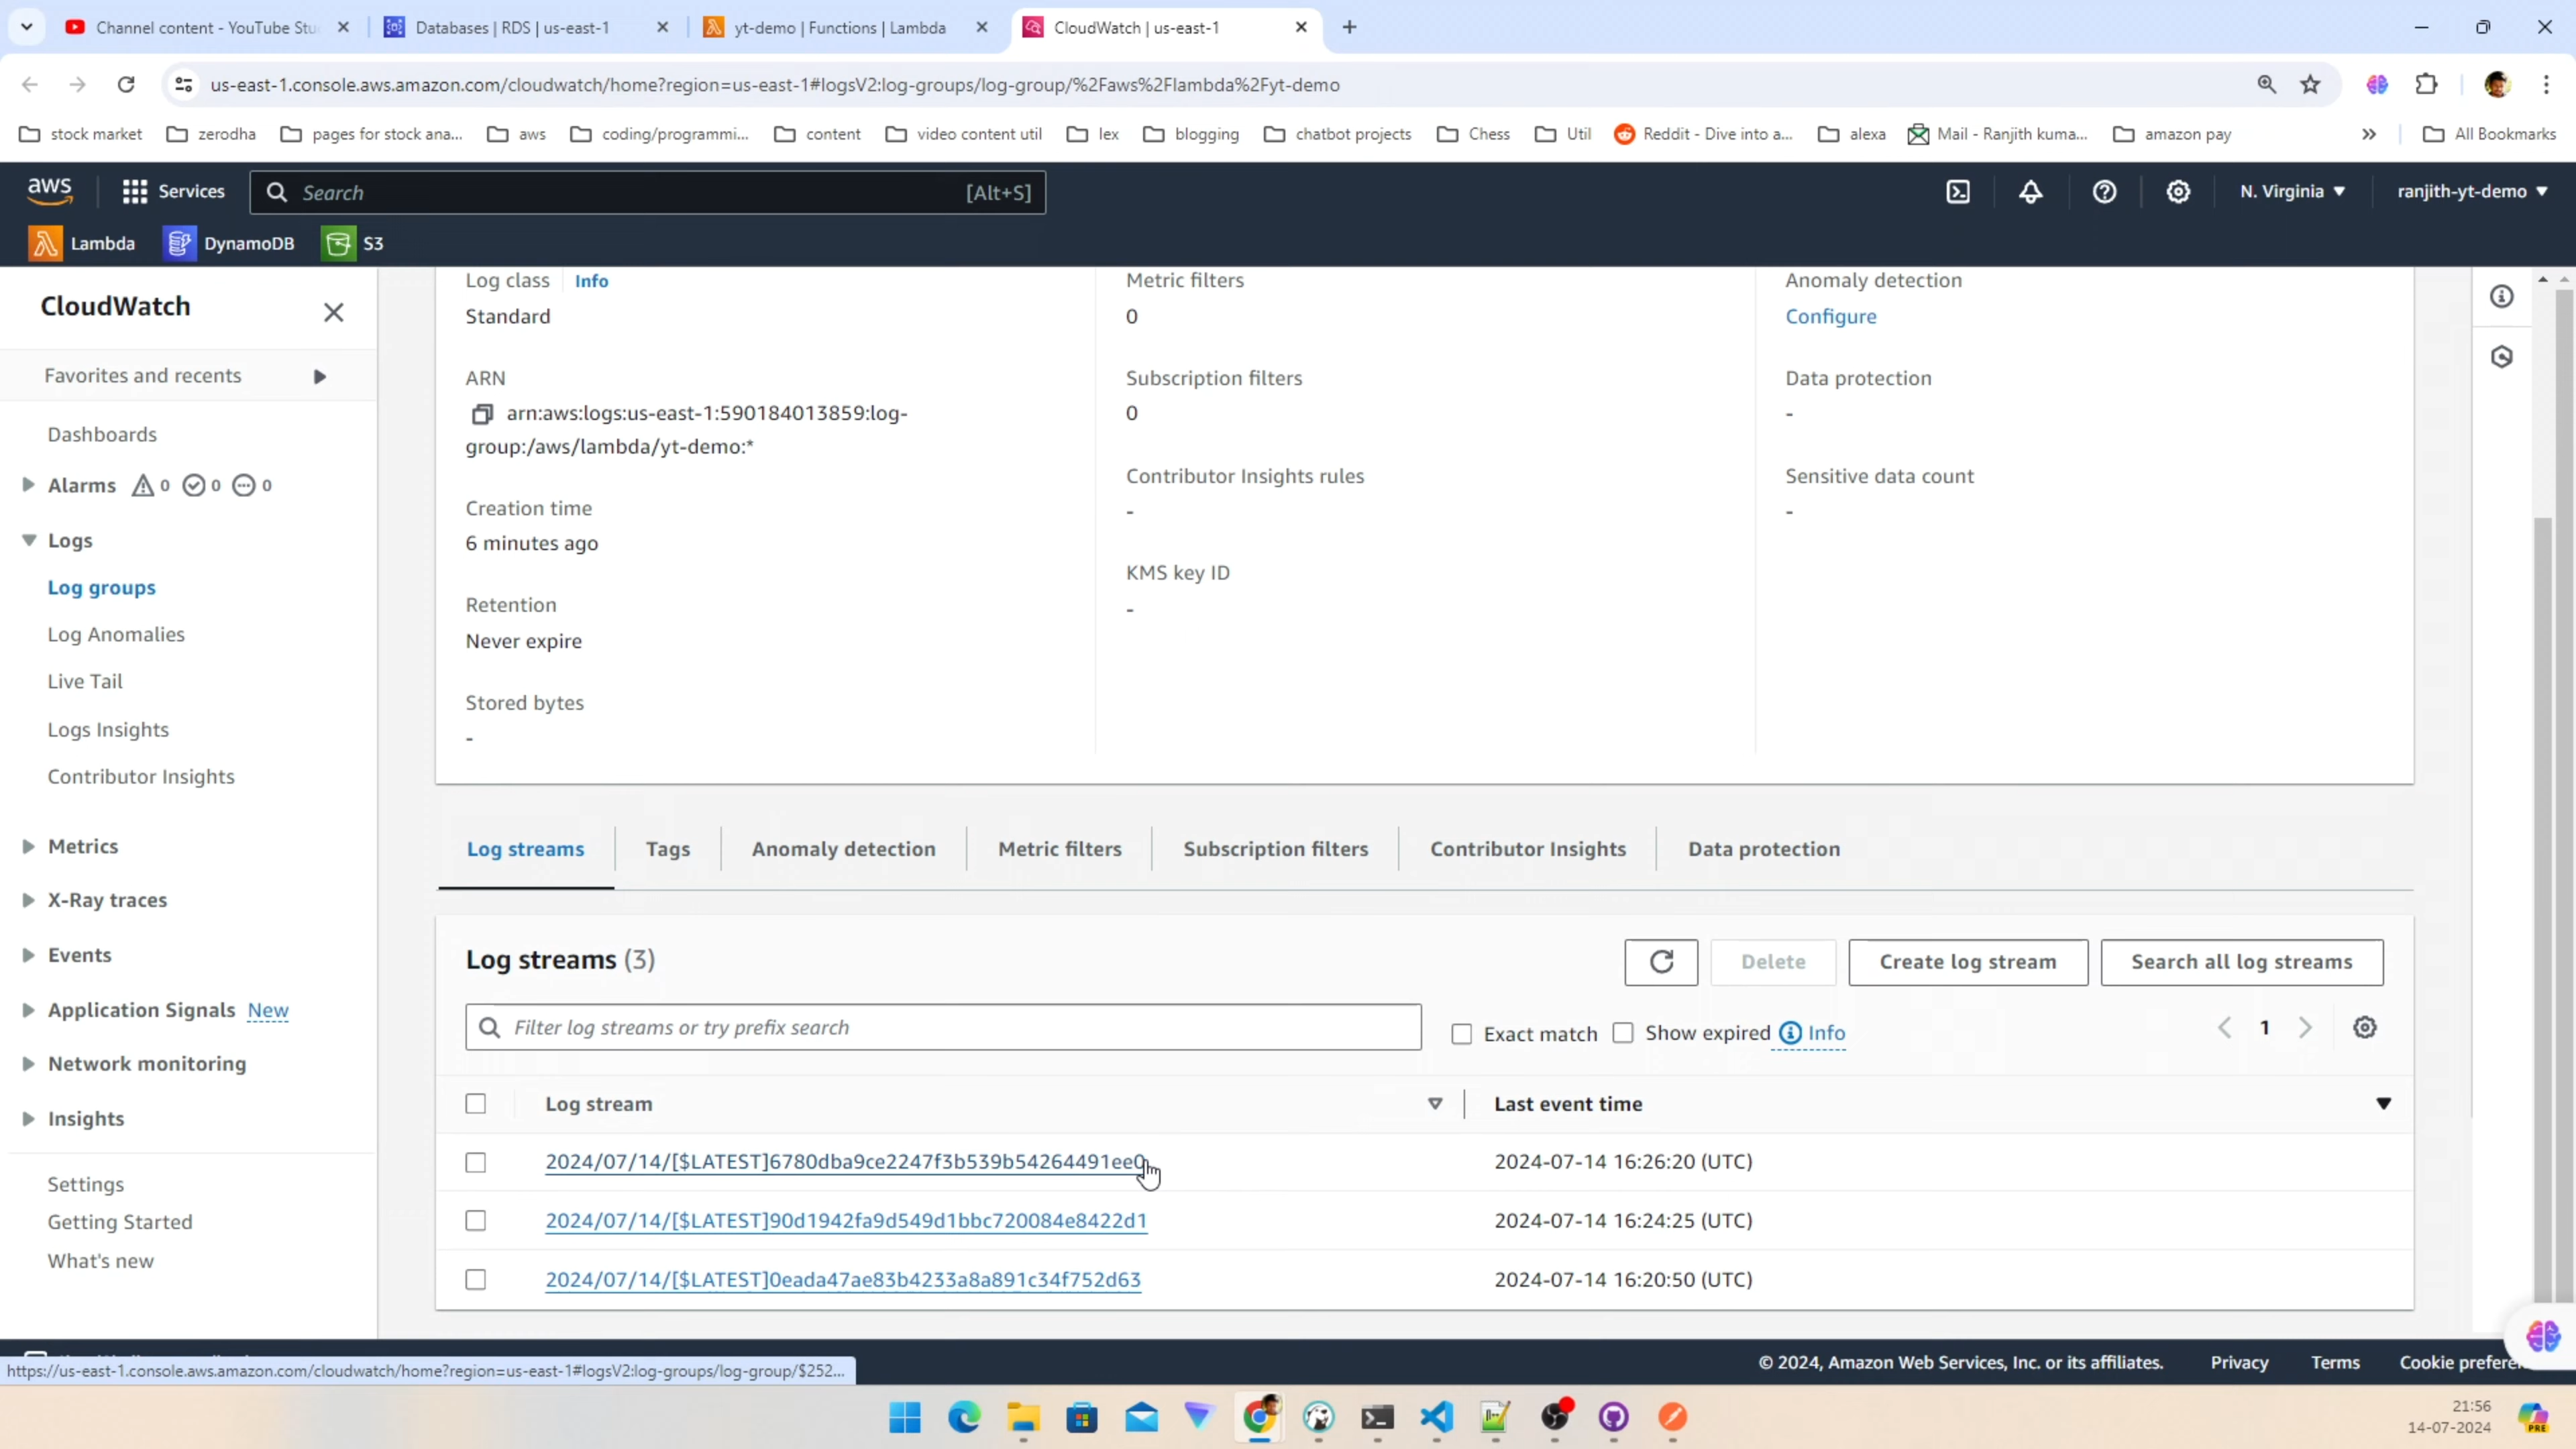 Channel content - YouTube Stu
Databases | RDS | us-east-1
yt-demo | Functions | Lambda
CloudWatch | us-east-1
us-east-1.console.aws.amazon.com/cloudwatch/home?region=us-east-1#logsV2:log-groups/log-group/%2Faws%2Flambda%2Fyt-demo
stock market
zerodha
pages for stock ana...
aws
coding/programmi...
content
video content util
lex
blogging
chatbot projects
Chess
Util
Reddit - Dive into a...
alexa
Mail - Ranjith kuma...
amazon pay
All Bookmarks
aws
Services
Search
[Alt+S]
N. Virginia
ranjith-yt-demo
Lambda
DynamoDB
S3
CloudWatch
Favorites and recents
Dashboards
Alarms 0 0 0
Logs
Log groups
Log Anomalies
Live Tail
Logs Insights
Contributor Insights
Metrics
X-Ray traces
Events
Application Signals New
Network monitoring
Insights
Settings
Getting Started
What's new
Log class Info
Standard
ARN
arn:aws:logs:us-east-1:590184013859:log-
group:/aws/lambda/yt-demo:*
Creation time
6 minutes ago
Retention
Never expire
Stored bytes
-
Metric filters
0
Subscription filters
0
Contributor Insights rules
-
KMS key ID
-
Anomaly detection
Configure
Data protection
-
Sensitive data count
-
Log streams
Tags
Anomaly detection
Metric filters
Subscription filters
Contributor Insights
Data protection
Log streams (3)
Delete
Create log stream
Search all log streams
Filter log streams or try prefix search
Exact match
Show expired
Info
1
Log stream
Last event time
2024/07/14/[$LATEST]6780dba9ce2247f3b539b54264491ee0
2024-07-14 16:26:20 (UTC)
2024/07/14/[$LATEST]90d1942fa9d549d1bbc720084e8422d1
2024-07-14 16:24:25 (UTC)
2024/07/14/[$LATEST]0eada47ae83b4233a8a891c34f752d63
2024-07-14 16:20:50 (UTC)
https://us-east-1.console.aws.amazon.com/cloudwatch/home?region=us-east-1#logsV2:log-groups/log-group/$252...
© 2024, Amazon Web Services, Inc. or its affiliates.
Privacy
Terms
Cookie prefere
21:56
14-07-2024
PRE